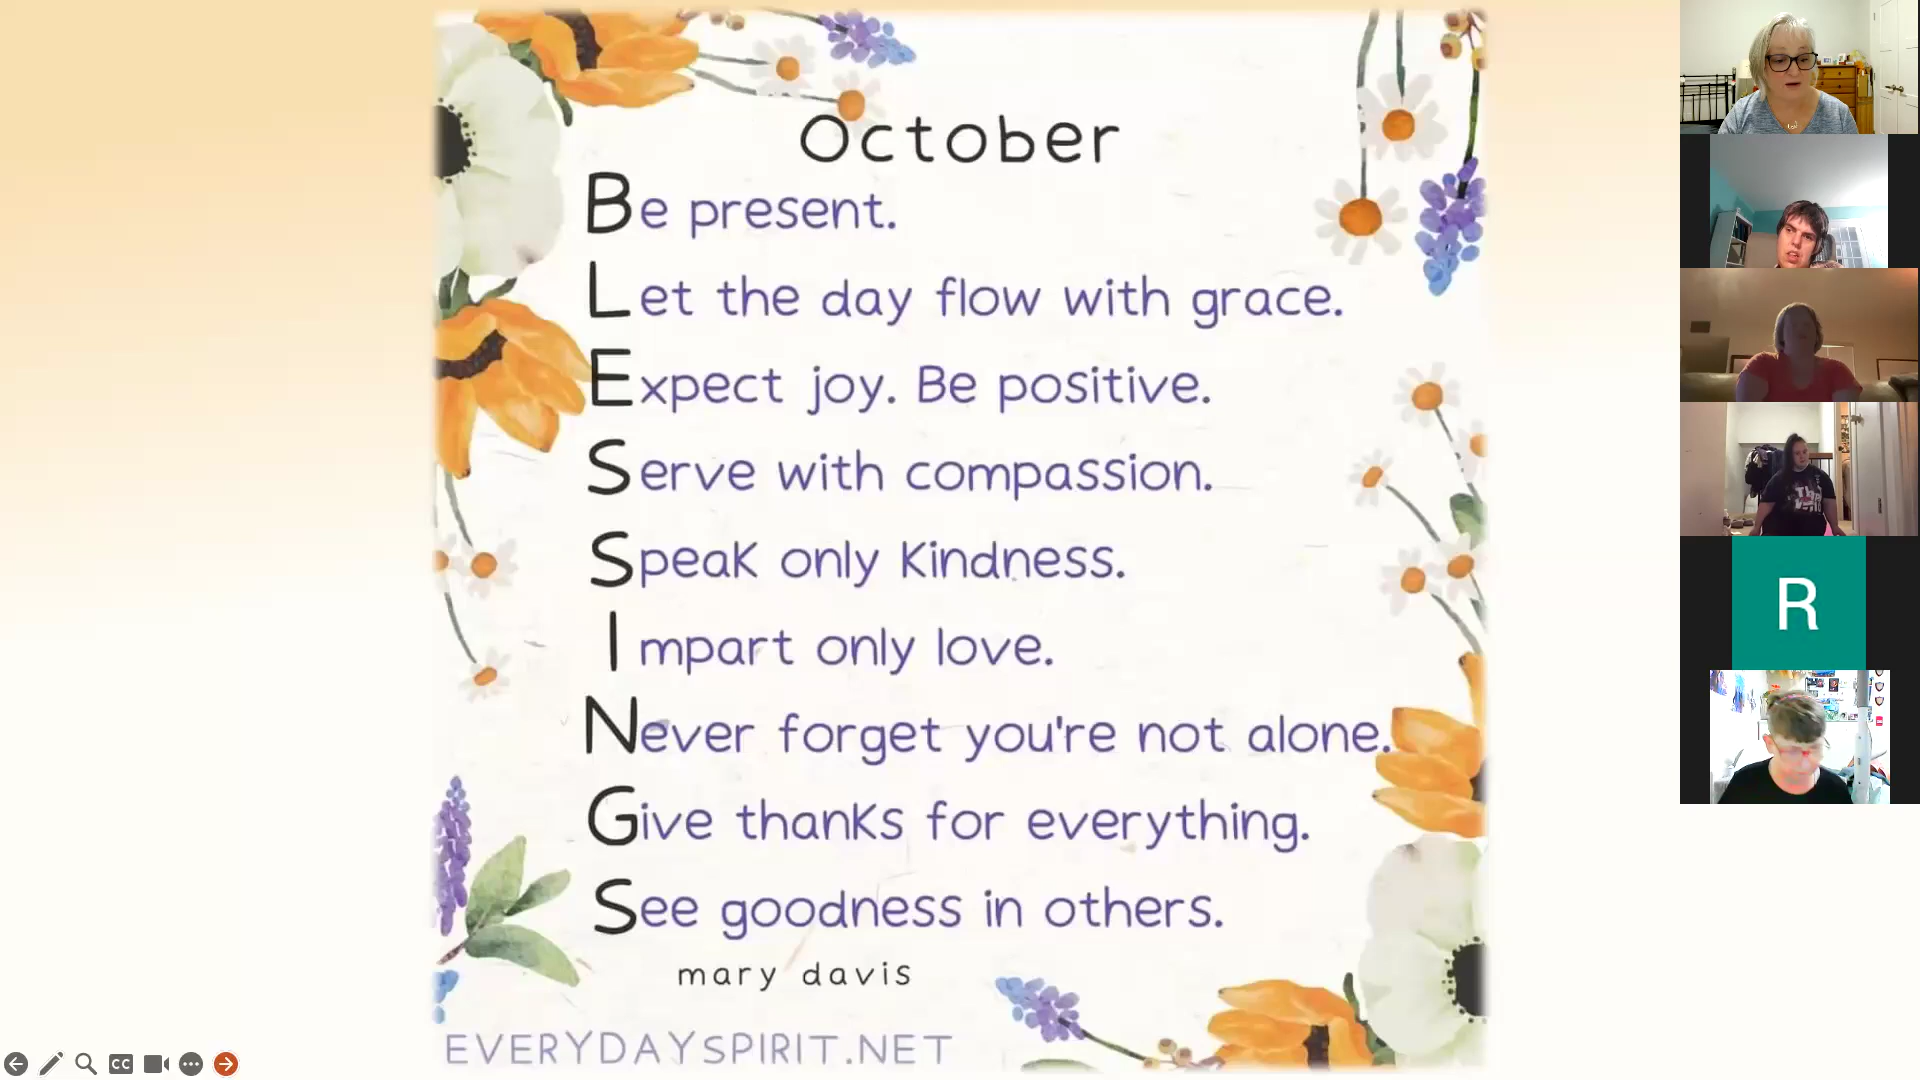 October
Be present.
Let the day flow with grace.
Expect joy. Be positive.
Serve with compassion.
Speak only Kindness.
Impart only love.
Never forget you're not alone.
Give thanks for everything.
See goodness in others.
mary davis
EVERYDAYSPIRIT.NET
CC
R